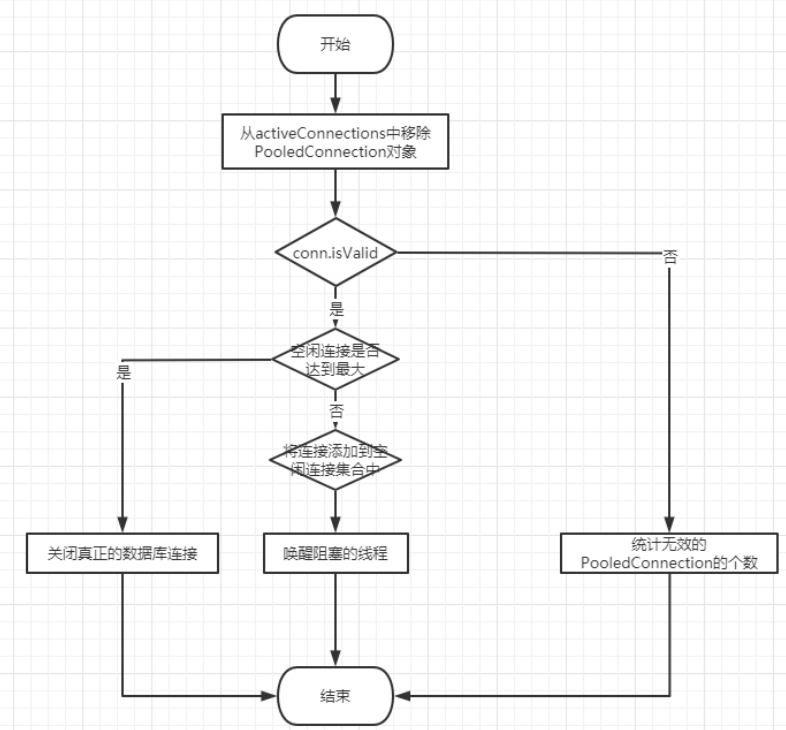 开始
从activeConnections中移除
PooledConnection对象
conn.isValid
否
是
空闲连接是否
达到最大
是
否
将连接添加到空
闲连接集合中
关闭真正的数据库连接
唤醒阻塞的线程
统计无效的
PooledConnection的个数
结束